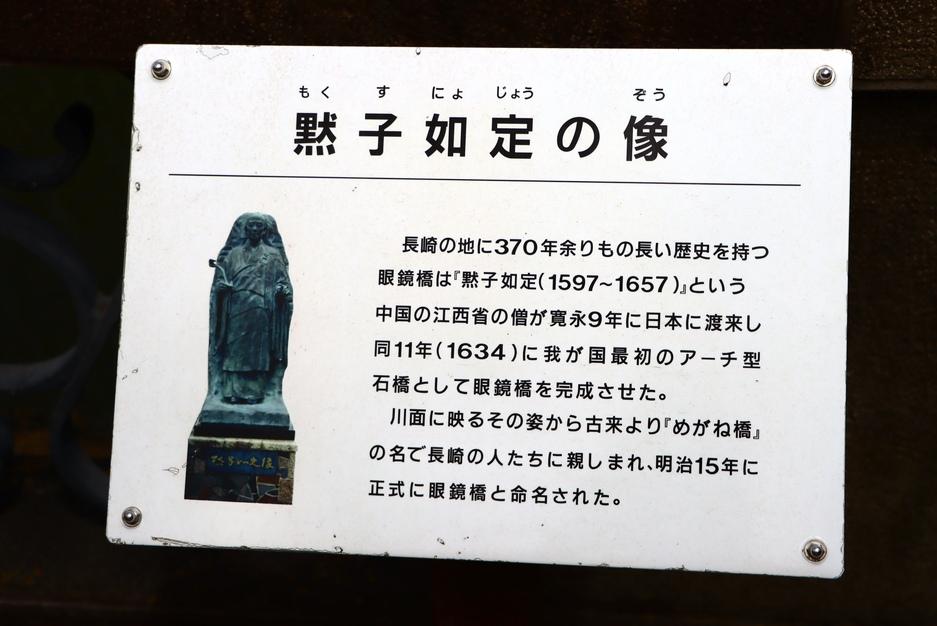 もく す にょ じょう ぞう
黙子如定の像
長崎の地に370年余りもの長い歴史を持つ
眼鏡橋は『黙子如定(1597~1657)』という
中国の江西省の僧が寛永9年に日本に渡来し
同11年(1634)に我が国最初のアーチ型
石橋として眼鏡橋を完成させた。
川面に映るその姿から古来より『めがね橋』
の名で長崎の人たちに親しまれ、明治15年に
正式に眼鏡橋と命名された。